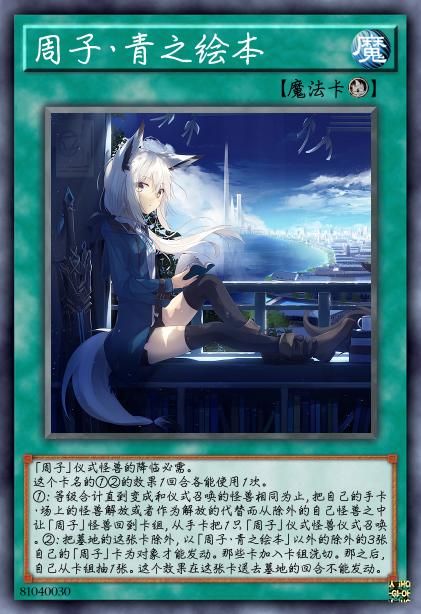 周子·青之绘本
魔
【魔法卡】
「周子」仪式怪兽的降临必需。
这个卡名的①②的效果1回合各能使用1次。
①:等级合计直到变成和仪式召唤的怪兽相同为止,把自己的手卡
·场上的怪兽解放或者作为解放的代替而从除外的自己怪兽之中
让「周子」怪兽回到卡组,从手卡把1只「周子」仪式怪兽仪式召唤
。②:把墓地的这张卡除外,以「周子·青之绘本」以外的除外的3张
自己的「周子」卡为对象才能发动。那些卡加入卡组洗切。那之后,
自己从卡组抽1张。这个效果在这张卡送去墓地的回合不能发动。
81040030